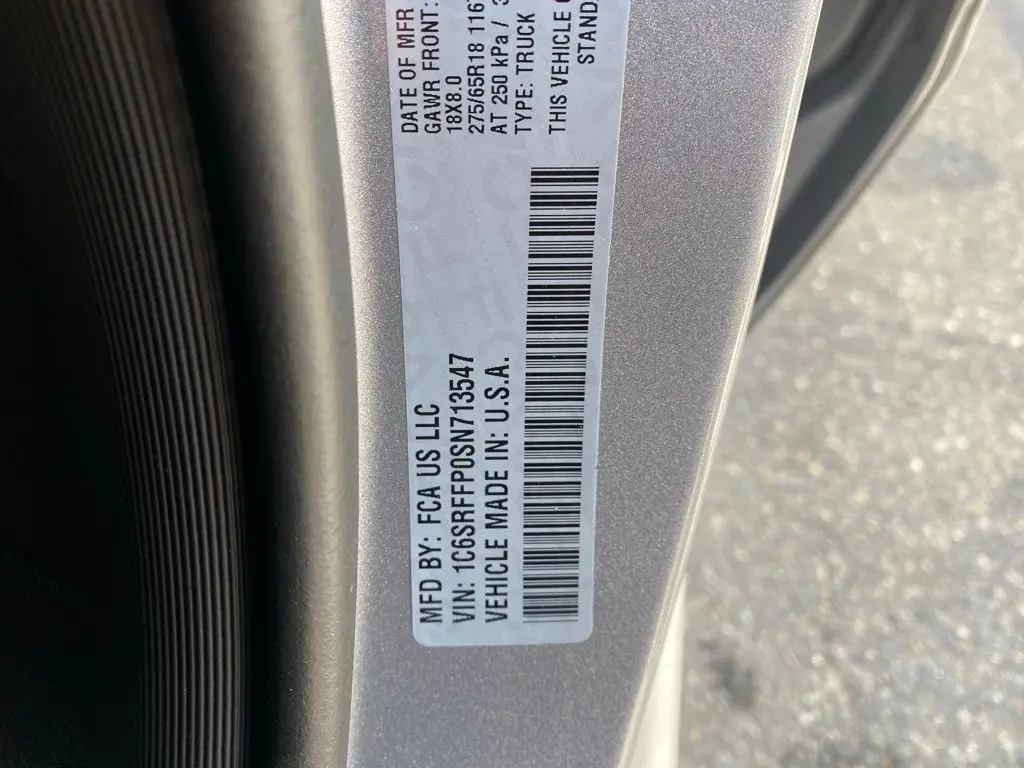 MFD BY: FCA US LLC
DATE OF MFR
VIN: 1C6SRFFP0SN713547
GAWR FRONT:
VEHICLE MADE IN: U.S.A.
18X8.0
275/65R18 116
AT 250 kPa / 3
TYPE: TRUCK
THIS VEHICLE
STAND